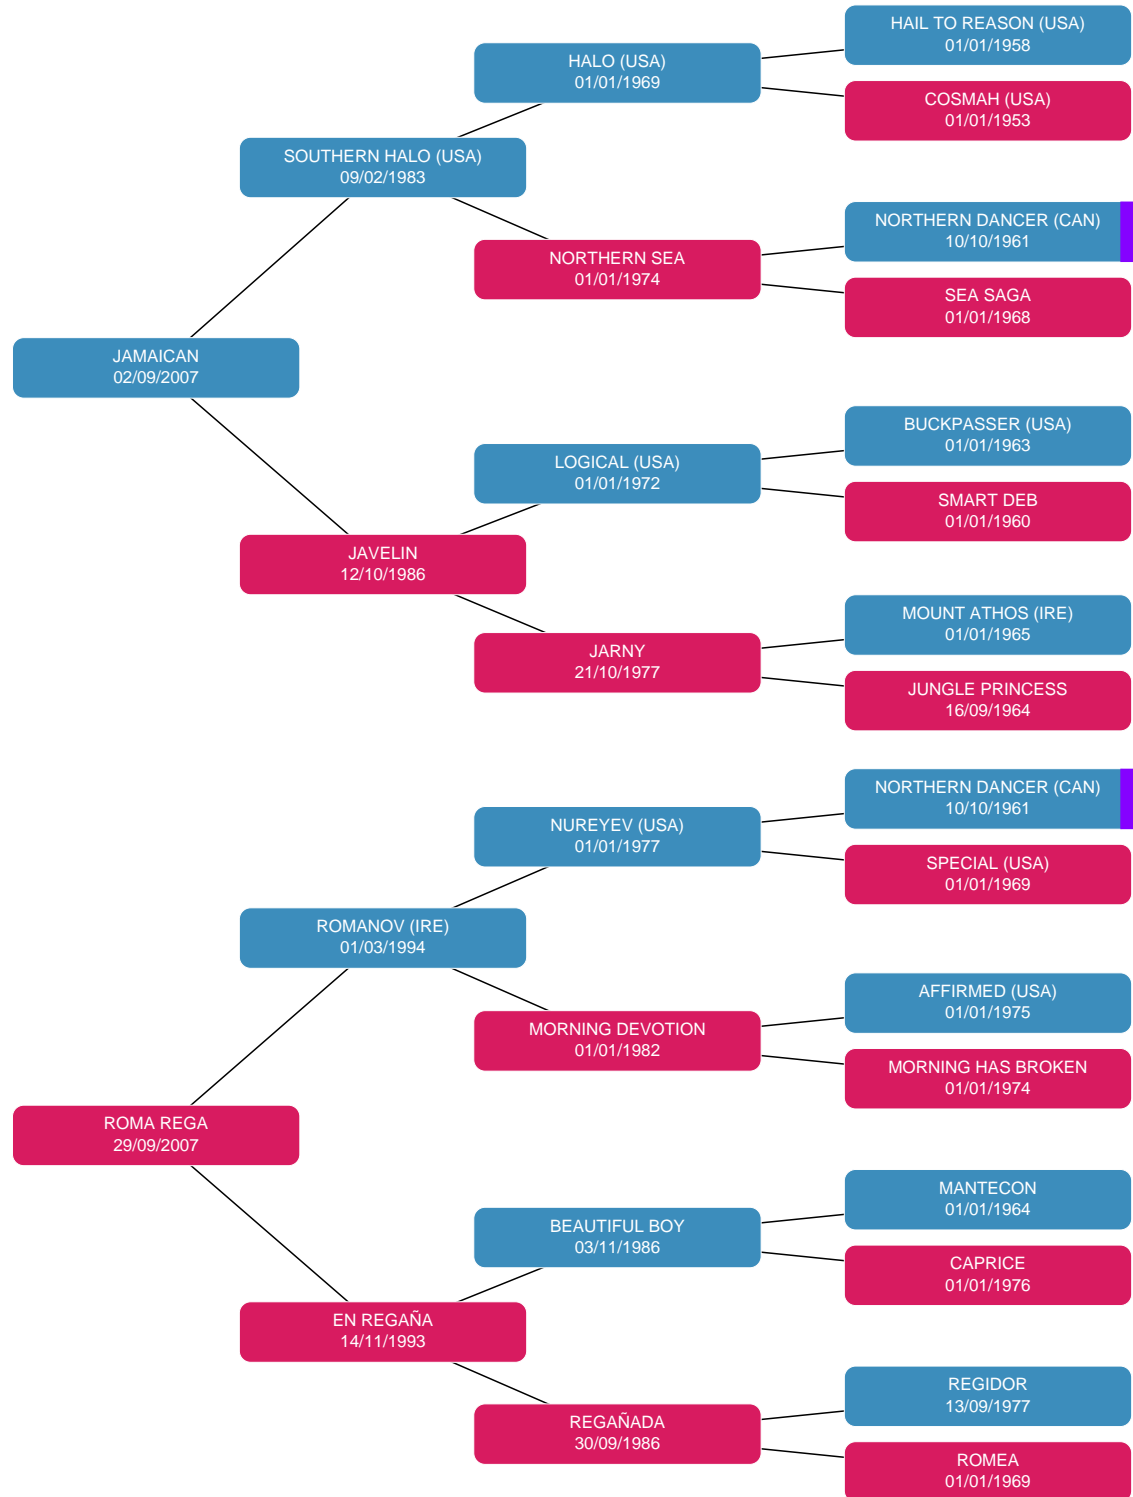 HAIL TO REASON (USA)
01/01/1958
HALO (USA)
01/01/1969
COSMAH (USA)
01/01/1953
SOUTHERN HALO (USA)
09/02/1983
NORTHERN DANCER (CAN)
10/10/1961
NORTHERN SEA
01/01/1974
SEA SAGA
01/01/1968
JAMAICAN
02/09/2007
BUCKPASSER (USA)
01/01/1963
LOGICAL (USA)
01/01/1972
SMART DEB
01/01/1960
JAVELIN
12/10/1986
MOUNT ATHOS (IRE)
01/01/1965
JARNY
21/10/1977
JUNGLE PRINCESS
16/09/1964
NORTHERN DANCER (CAN)
10/10/1961
NUREYEV (USA)
01/01/1977
SPECIAL (USA)
01/01/1969
ROMANOV (IRE)
01/03/1994
AFFIRMED (USA)
01/01/1975
MORNING DEVOTION
01/01/1982
MORNING HAS BROKEN
01/01/1974
ROMA REGA
29/09/2007
MANTECON
01/01/1964
BEAUTIFUL BOY
03/11/1986
CAPRICE
01/01/1976
EN REGAÑA
14/11/1993
REGIDOR
13/09/1977
REGAÑADA
30/09/1986
ROMEA
01/01/1969